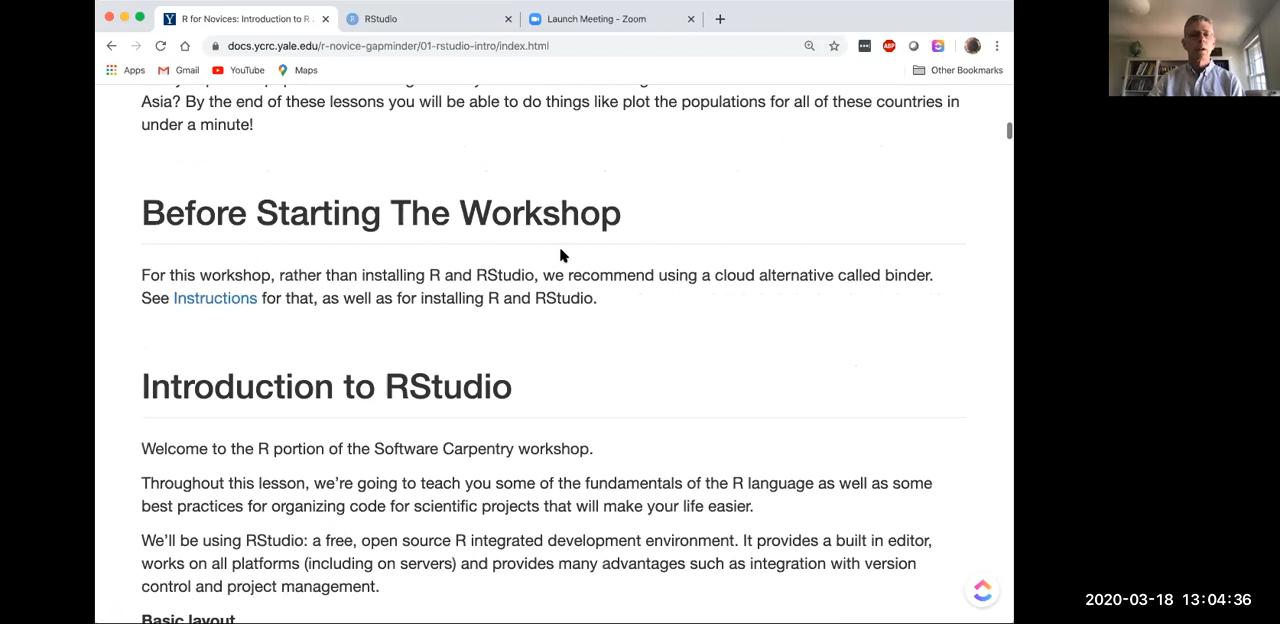 R for Novices: Introduction to R
RStudio
Launch Meeting - Zoom
docs.ycrc.yale.edu/r-novice-gapminder/01-rstudio-intro/index.html
ABP
Apps
Gmail
YouTube
Maps
Other Bookmarks
Asia? By the end of these lessons you will be able to do things like plot the populations for all of these countries in
under a minute!
Before Starting The Workshop
For this workshop, rather than installing R and RStudio, we recommend using a cloud alternative called binder.
See Instructions for that, as well as for installing R and RStudio.
Introduction to RStudio
Welcome to the R portion of the Software Carpentry workshop.
Throughout this lesson, we're going to teach you some of the fundamentals of the R language as well as some
best practices for organizing code for scientific projects that will make your life easier.
We'll be using RStudio: a free, open source R integrated development environment. It provides a built in editor,
works on all platforms (including on servers) and provides many advantages such as integration with version
control and project management.
Basic layout
2020-03-18 13:04:36